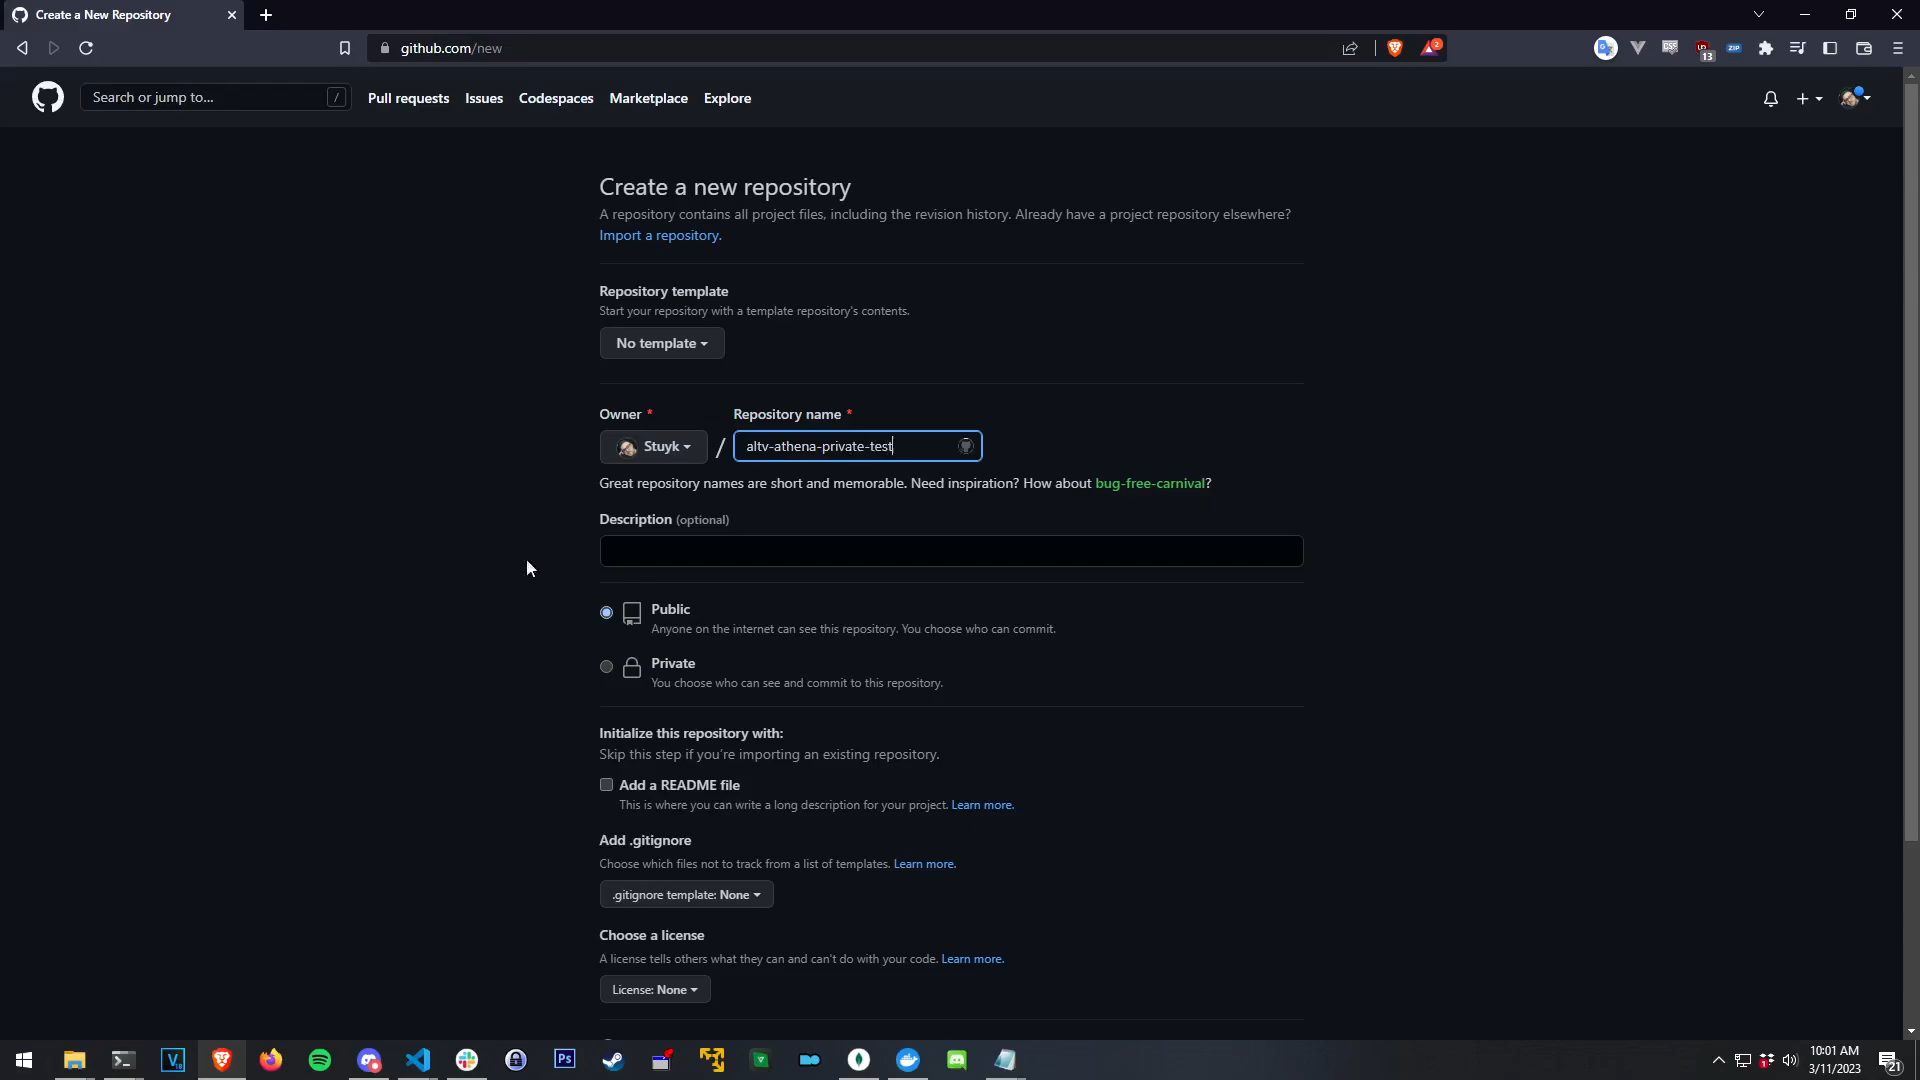 Create a New Repository
github.com/new
2
13
ZIP
Search or jump to...
/
Pull requests
Issues
Codespaces
Marketplace
Explore
Create a new repository
A repository contains all project files, including the revision history. Already have a project repository elsewhere?
Import a repository.
Repository template
Start your repository with a template repository's contents.
No template
Owner *
Repository name *
Stuyk
/
altv-athena-private-test
Great repository names are short and memorable. Need inspiration? How about bug-free-carnival?
Description (optional)
Public
Anyone on the internet can see this repository. You choose who can commit.
Private
You choose who can see and commit to this repository.
Initialize this repository with:
Skip this step if you're importing an existing repository.
Add a README file
This is where you can write a long description for your project. Learn more.
Add .gitignore
Choose which files not to track from a list of templates. Learn more.
.gitignore template: None
Choose a license
A license tells others what they can and can't do with your code. Learn more.
License: None
Ps
10:01 AM
3/11/2023
21